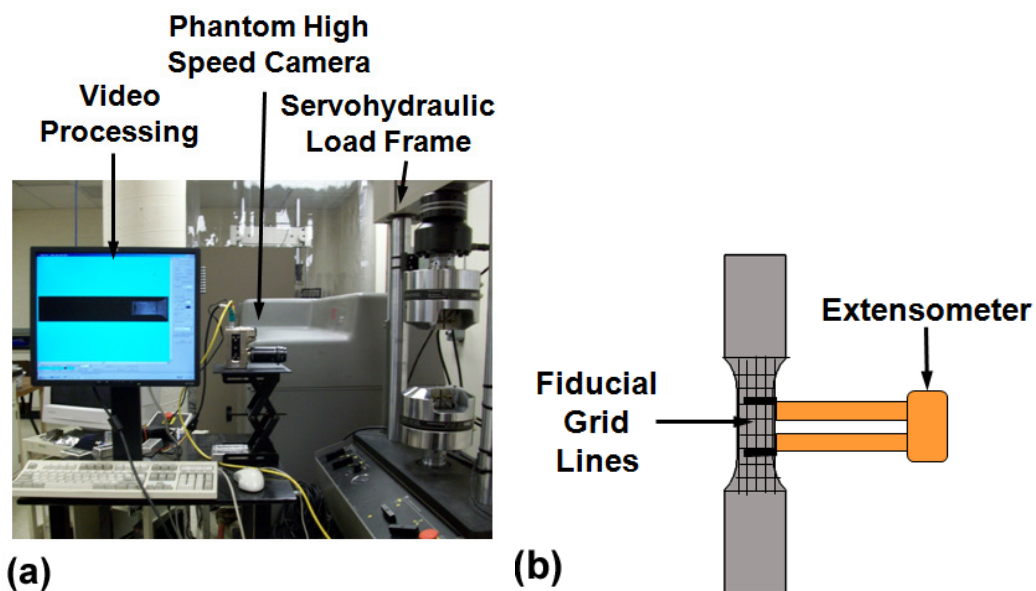 Phantom High
Speed Camera
Video
Processing
Servohydraulic
Load Frame
(a)
Extensometer
Fiducial
Grid
Lines
(b)